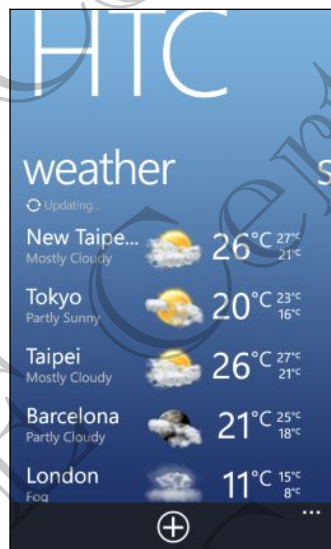 HTC
weather
s
Updating...
New Taipe... 26°C 27°C
Mostly Cloudy 21°C
Tokyo 20°C 23°C
Partly Sunny 16°C
Taipei 26°C 27°C
Mostly Cloudy 21°C
Barcelona 21°C 25°C
Partly Cloudy 18°C
London 11°C 15°C
Fog 8°C